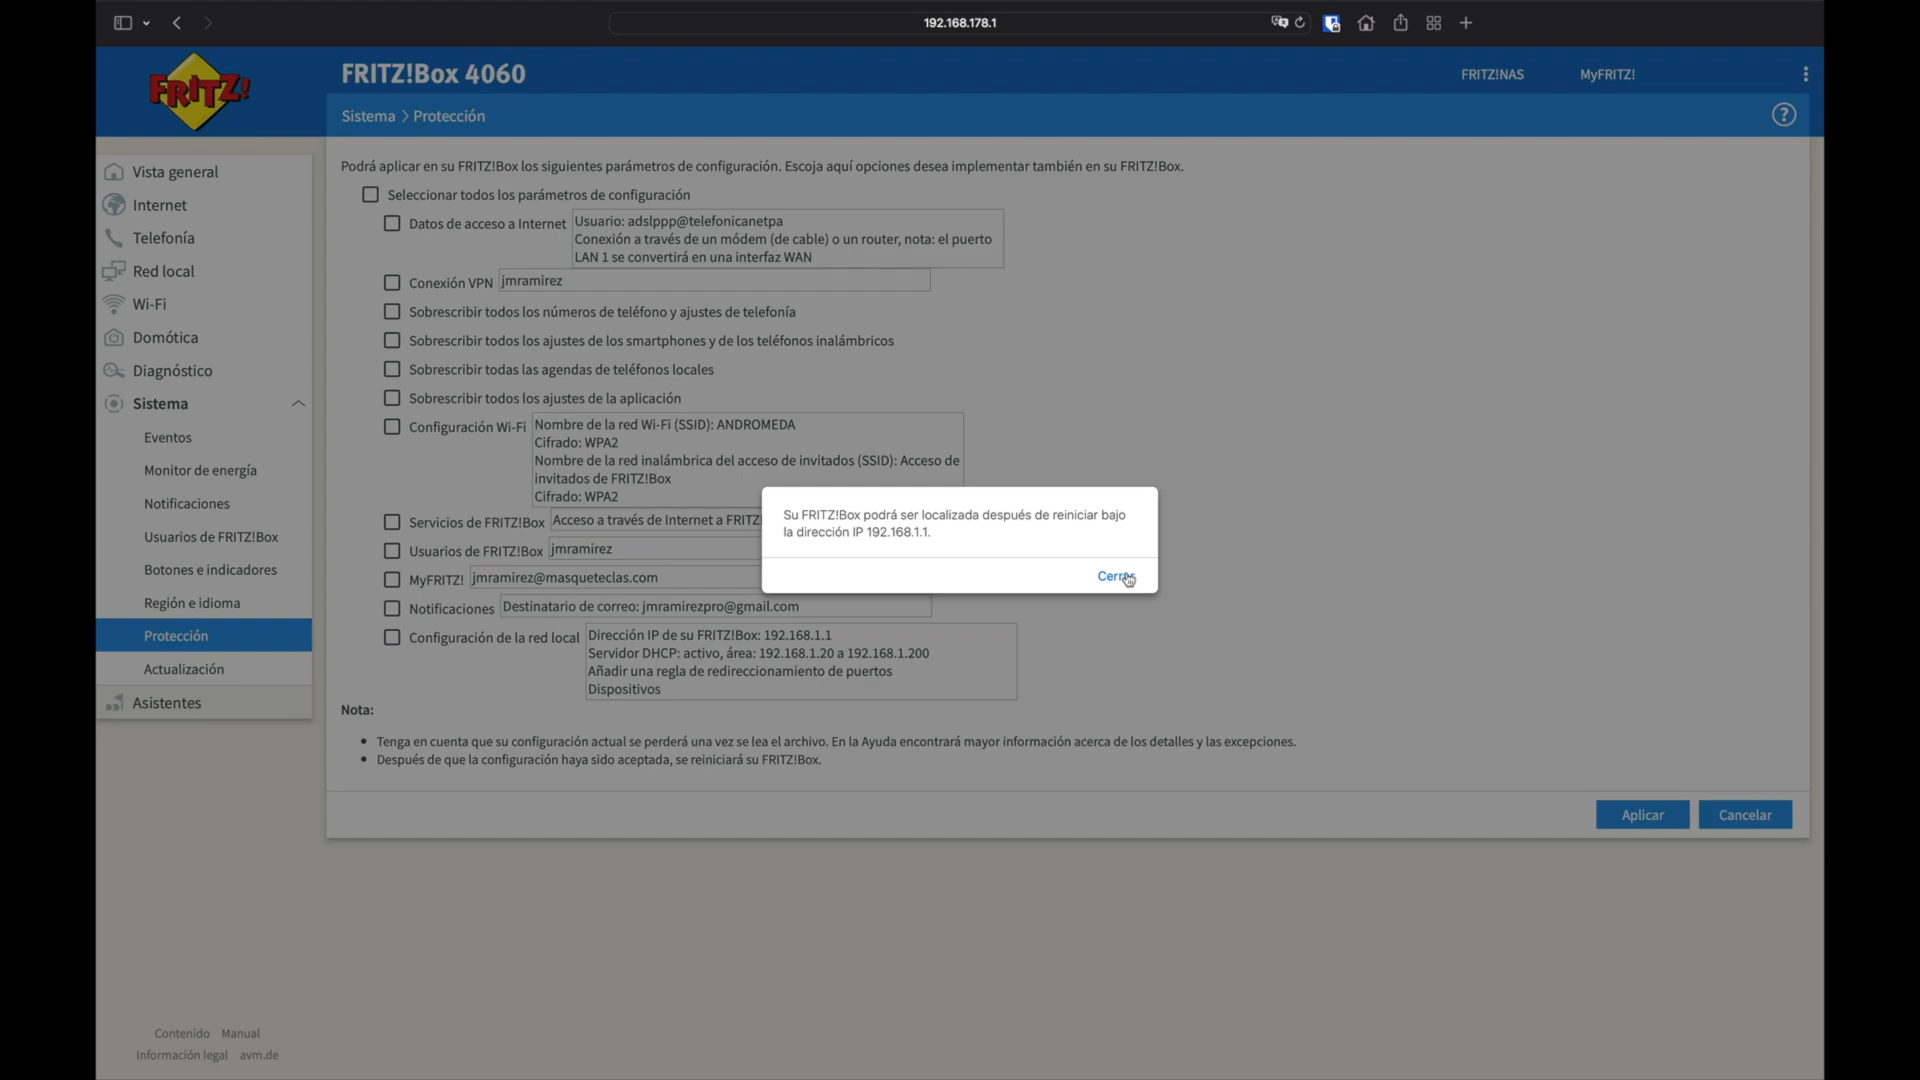 192.168.178.1
FRITZ!
FRITZ!Box 4060
FRITZ!NAS
MyFRITZ!
Sistema > Protección
Vista general
Internet
Telefonía
Red local
Wi-Fi
Domótica
Diagnóstico
Sistema
Eventos
Monitor de energía
Notificaciones
Usuarios de FRITZ!Box
Botones e indicadores
Región e idioma
Protección
Actualización
Asistentes
Contenido Manual
Información legal avm.de
Podrá aplicar en su FRITZ!Box los siguientes parámetros de configuración. Escoja aquí opciones desea implementar también en su FRITZ!Box.
Seleccionar todos los parámetros de configuración
Datos de acceso a Internet
Usuario: adslppp@telefonicanetpa
Conexión a través de un módem (de cable) o un router, nota: el puerto
LAN 1 se convertirá en una interfaz WAN
Conexión VPN jmramirez
Sobrescribir todos los números de teléfono y ajustes de telefonía
Sobrescribir todos los ajustes de los smartphones y de los teléfonos inalámbricos
Sobrescribir todas las agendas de teléfonos locales
Sobrescribir todos los ajustes de la aplicación
Configuración Wi-Fi
Nombre de la red Wi-Fi (SSID): ANDROMEDA
Cifrado: WPA2
Nombre de la red inalámbrica del acceso de invitados (SSID): Acceso de
invitados de FRITZ!Box
Cifrado: WPA2
Servicios de FRITZ!Box Acceso a través de Internet a FRITZ!
Usuarios de FRITZ!Box jmramirez
MyFRITZ! jmramirez@masqueteclas.com
Notificaciones Destinatario de correo: jmramirezpro@gmail.com
Configuración de la red local
Dirección IP de su FRITZ!Box: 192.168.1.1
Servidor DHCP: activo, área: 192.168.1.20 a 192.168.1.200
Añadir una regla de redireccionamiento de puertos
Dispositivos
Su FRITZ!Box podrá ser localizada después de reiniciar bajo
la dirección IP 192.168.1.1.
Cerrar
Nota:
• Tenga en cuenta que su configuración actual se perderá una vez se lea el archivo. En la Ayuda encontrará mayor información acerca de los detalles y las excepciones.
• Después de que la configuración haya sido aceptada, se reiniciará su FRITZ!Box.
Aplicar
Cancelar